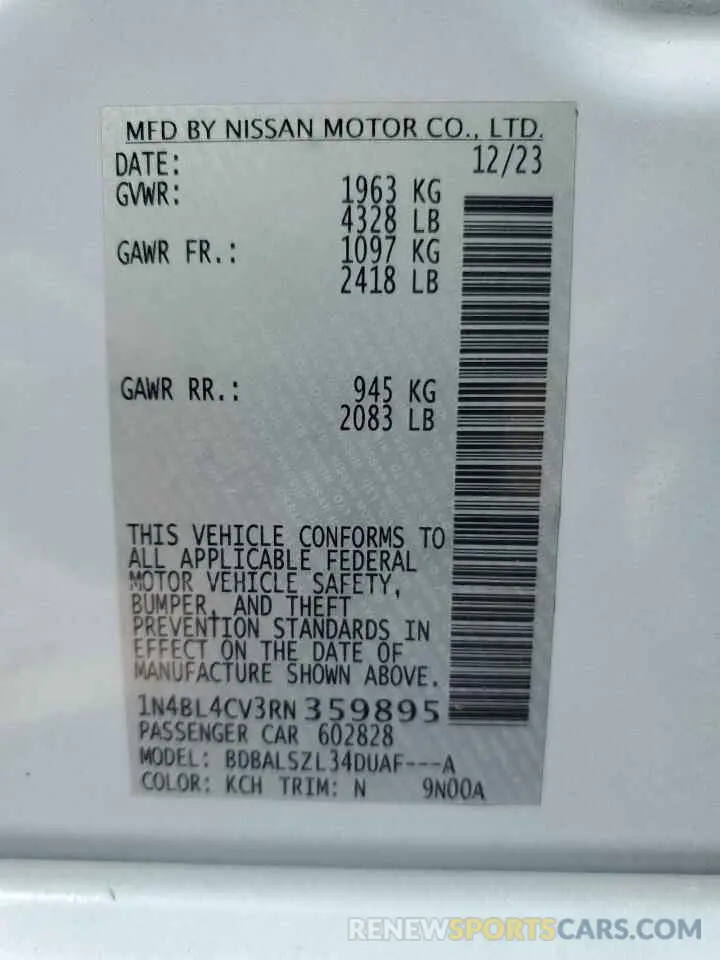 MFD BY NISSAN MOTOR CO., LTD.
DATE: 12/23
GVWR: 1963 KG
4328 LB
GAWR FR.: 1097 KG
2418 LB
GAWR RR.: 945 KG
2083 LB
THIS VEHICLE CONFORMS TO
ALL APPLICABLE FEDERAL
MOTOR VEHICLE SAFETY,
BUMPER, AND THEFT
PREVENTION STANDARDS IN
EFFECT ON THE DATE OF
MANUFACTURE SHOWN ABOVE.
1N4BL4CV3RN359895
PASSENGER CAR 602828
MODEL: BDBALSZL34DUAF---A
COLOR: KCH TRIM: N 9N00A
RENEWSPORTSCARS.COM